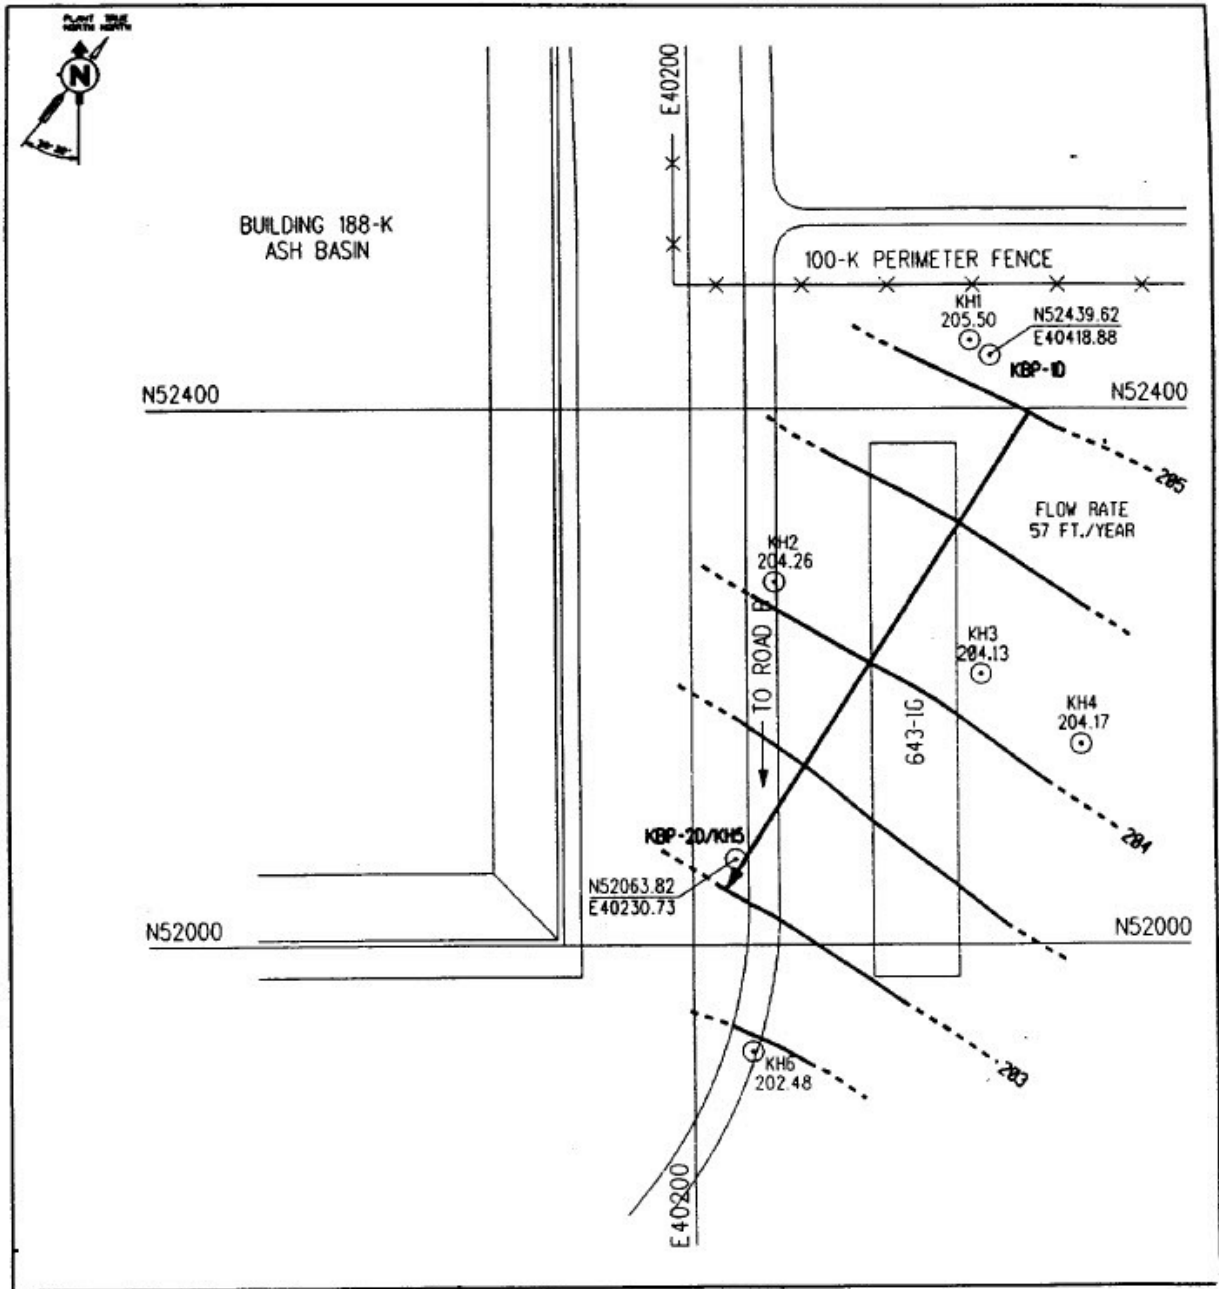 PLANT TRUE
NORTH NORTH
N
E40200
BUILDING 188-K
ASH BASIN
100-K PERIMETER FENCE
KH1
205.50
N52439.62
E40418.88
KBP-1D
N52400
N52400
205
FLOW RATE
57 FT./YEAR
KH2
204.26
TO ROAD B
KH3
204.13
KH4
204.17
643-1G
204
KBP-2D/KH5
N52063.82
E40230.73
N52000
N52000
203
KH6
202.48
E40200